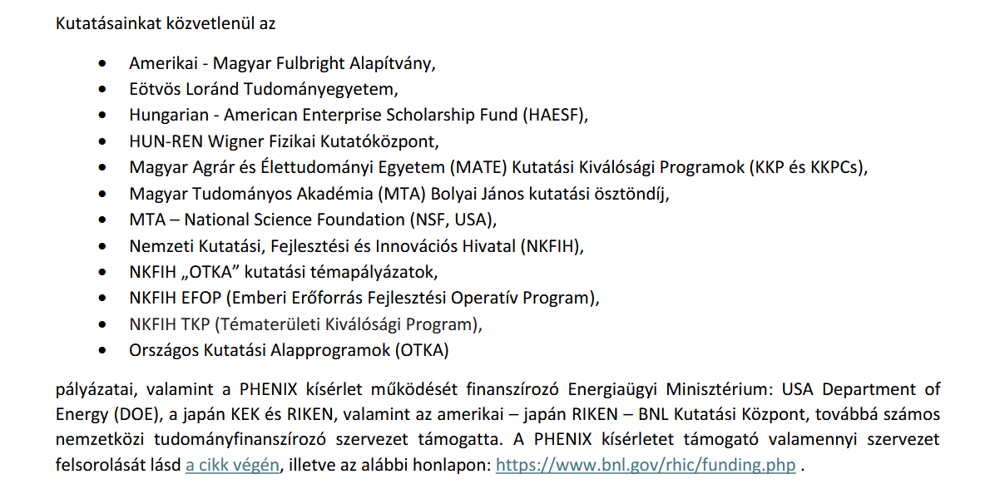 Kutatásainkat közvetlenül az
• Amerikai - Magyar Fulbright Alapítvány,
• Eötvös Loránd Tudományegyetem,
• Hungarian - American Enterprise Scholarship Fund (HAESF),
• HUN-REN Wigner Fizikai Kutatóközpont,
• Magyar Agrár és Élettudományi Egyetem (MATE) Kutatási Kiválósági Programok (KKP és KKPCs),
• Magyar Tudományos Akadémia (MTA) Bolyai János kutatási ösztöndíj,
• MTA – National Science Foundation (NSF, USA),
• Nemzeti Kutatási, Fejlesztési és Innovációs Hivatal (NKFIH),
• NKFIH „OTKA” kutatási témapályázatok,
• NKFIH EFOP (Emberi Erőforrás Fejlesztési Operatív Program),
• NKFIH TKP (Tématerületi Kiválósági Program),
• Országos Kutatási Alapprogramok (OTKA)
pályázatai, valamint a PHENIX kísérlet működését finanszírozó Energiaügyi Minisztérium: USA Department of
Energy (DOE), a japán KEK és RIKEN, valamint az amerikai – japán RIKEN – BNL Kutatási Központ, továbbá számos
nemzetközi tudományfinanszírozó szervezet támogatta. A PHENIX kísérletet támogató valamennyi szervezet
felsorolását lásd a cikk végén, illetve az alábbi honlapon: https://www.bnl.gov/rhic/funding.php .